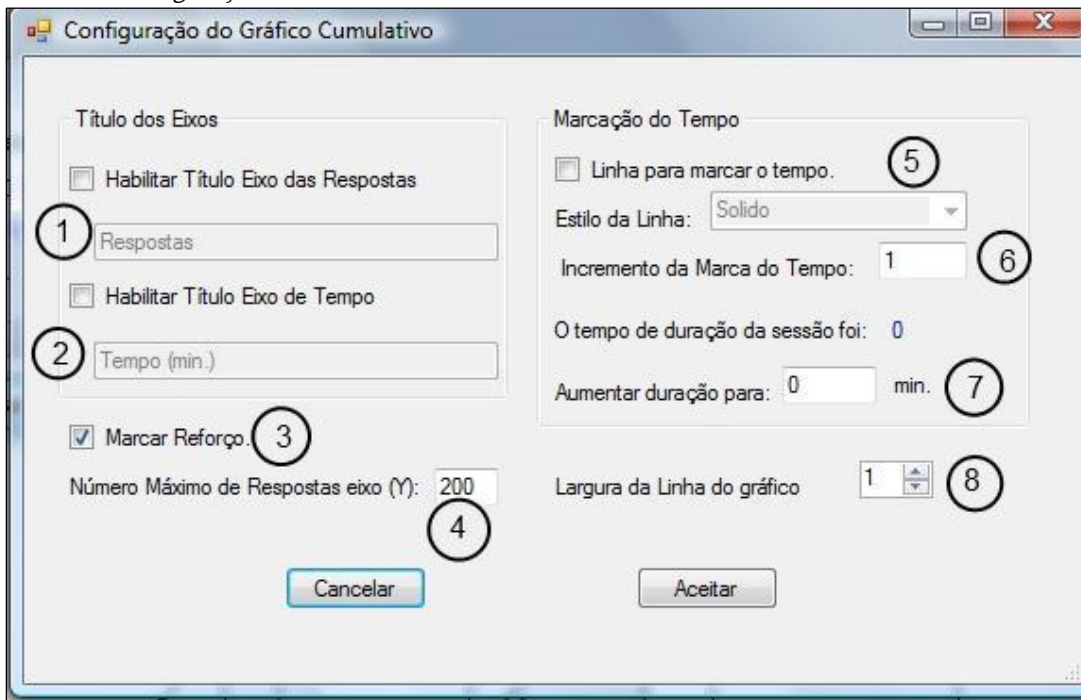 Configuração do Gráfico Cumulativo
Título dos Eixos
Habilitar Título Eixo das Respostas
1
Respostas
Habilitar Título Eixo de Tempo
2
Tempo (min.)
Marcar Reforço.
3
Número Máximo de Respostas eixo (Y): 200
4
Marcação do Tempo
Linha para marcar o tempo.
5
Estilo da Linha: Solido
Incremento da Marca do Tempo: 1
6
O tempo de duração da sessão foi: 0
Aumentar duração para: 0 min.
7
Largura da Linha do gráfico 1
8
Cancelar
Aceitar